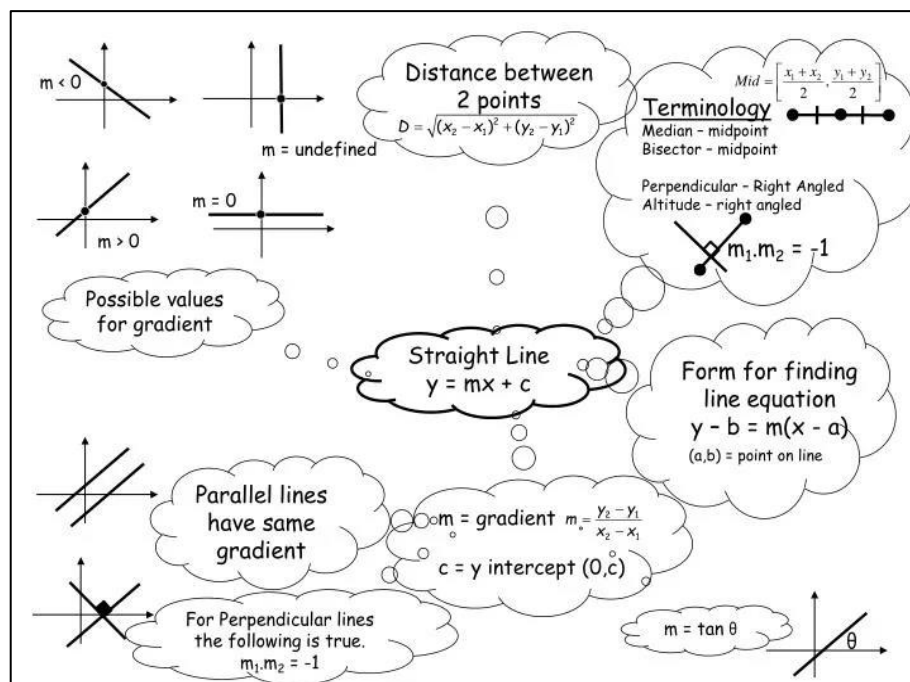 m < 0
m = undefined
m > 0
m = 0
Possible values
for gradient
Distance between
2 points
D = √(x₂ − x₁)² + (y₂ − y₁)²
Mid = [x₁ + x₂ / 2, y₁ + y₂ / 2]
Terminology
Median – midpoint
Bisector – midpoint
Perpendicular – Right Angled
Altitude – right angled
m₁.m₂ = -1
Straight Line
y = mx + c
Form for finding
line equation
y – b = m(x - a)
(a,b) = point on line
Parallel lines
have same
gradient
m = gradient m = y₂ − y₁ / x₂ − x₁
c = y intercept (0,c)
For Perpendicular lines
the following is true.
m₁.m₂ = -1
m = tan θ
θ